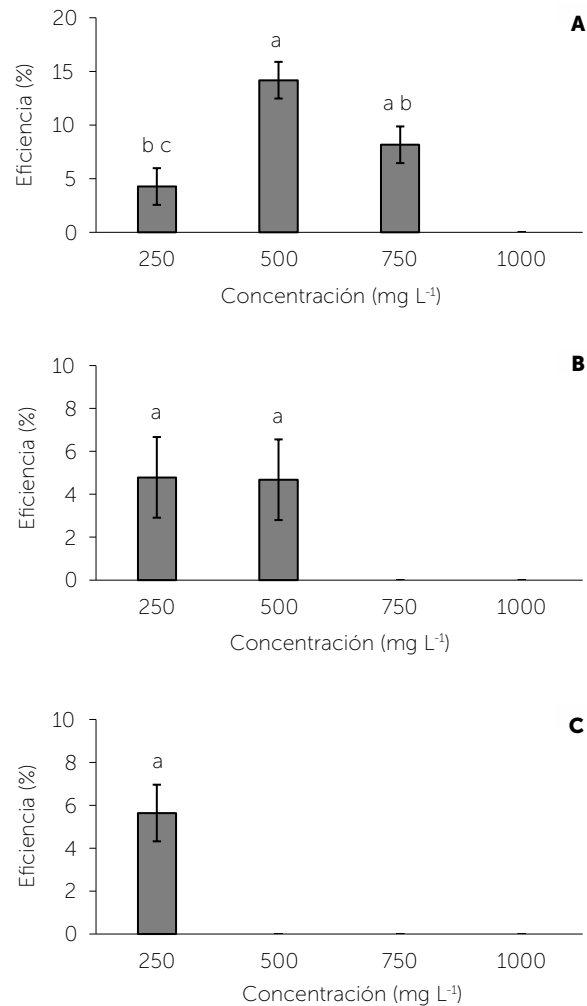 A
20
15
10
5
0
Eficiencia (%)
b c
a
a b
250 500 750 1000
Concentración (mg L⁻¹)
B
10
8
6
4
2
0
Eficiencia (%)
a a
250 500 750 1000
Concentración (mg L⁻¹)
C
10
8
6
4
2
0
Eficiencia (%)
a
250 500 750 1000
Concentración (mg L⁻¹)